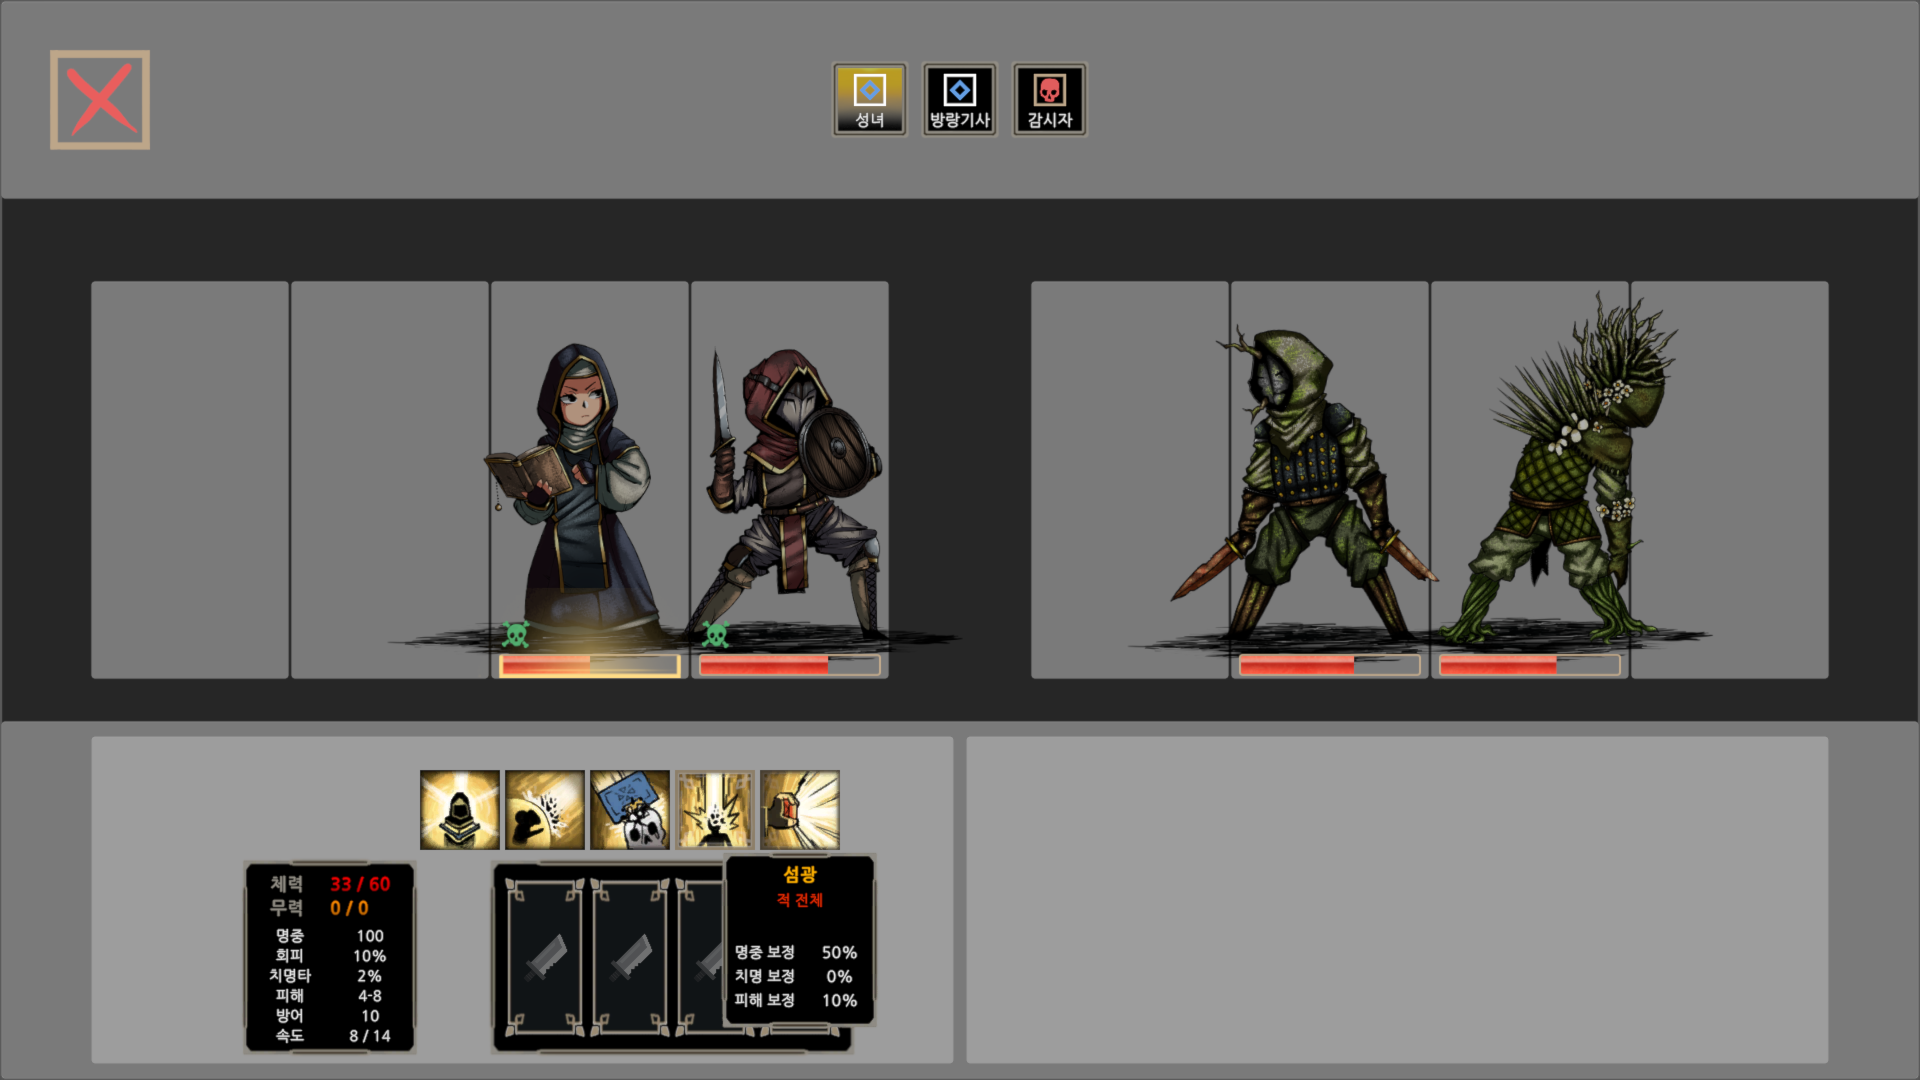 성녀
방랑기사
감시자
체력 33 / 60
무력 0 / 0
명중 100
회피 10%
치명타 2%
피해 4-8
방어 10
속도 8 / 14
섬광
적 전체
명중 보정 50%
치명 보정 0%
피해 보정 10%